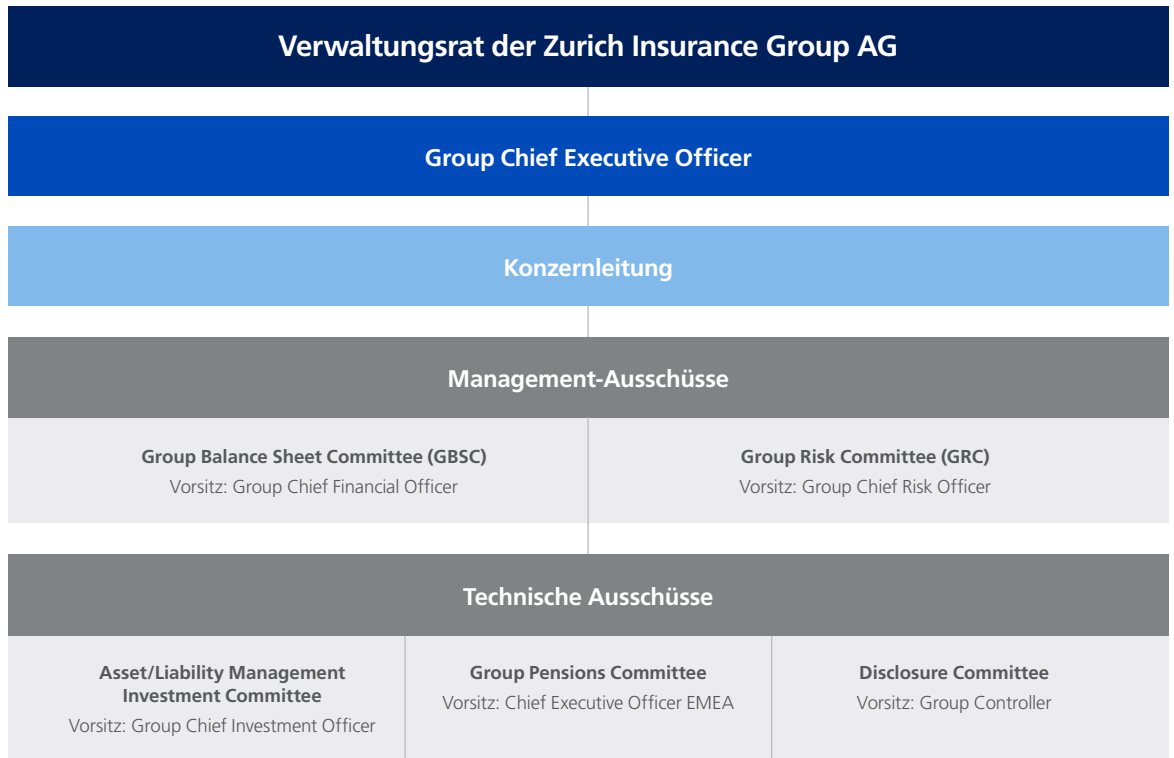 Verwaltungsrat der Zurich Insurance Group AG
Group Chief Executive Officer
Konzernleitung
Management-Ausschüsse
Group Balance Sheet Committee (GBSC)
Vorsitz: Group Chief Financial Officer
Group Risk Committee (GRC)
Vorsitz: Group Chief Risk Officer
Technische Ausschüsse
Asset/Liability Management
Investment Committee
Vorsitz: Group Chief Investment Officer
Group Pensions Committee
Vorsitz: Chief Executive Officer EMEA
Disclosure Committee
Vorsitz: Group Controller